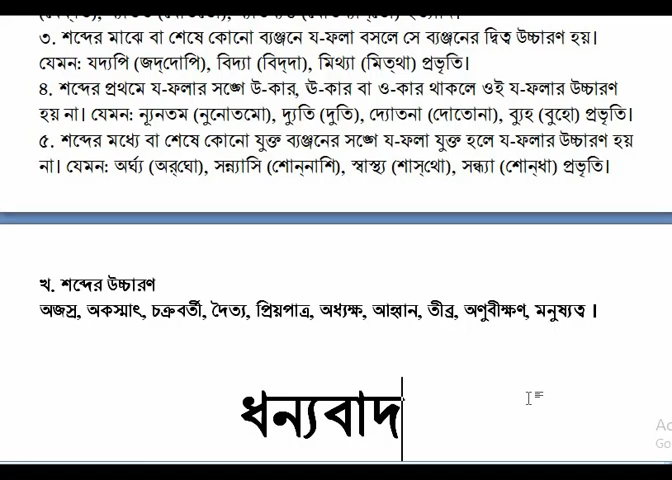 ৩. শব্দের মাঝে বা শেষে কোনো ব্যঞ্জনে য-ফলা বসলে সে ব্যঞ্জনের দ্বিত্ব উচ্চারণ হয়।
যেমন: যদ্যপি (জদ্‌দোপি), বিদ্যা (বিদ্‌দা), মিথ্যা (মিত্‌থা) প্রভৃতি।
৪. শব্দের প্রথমে য-ফলার সঙ্গে উ-কার, ঊ-কার বা ও-কার থাকলে ওই য-ফলার উচ্চারণ
হয় না। যেমন: ন্যূনতম (নুনোতমো), দ্যুতি (দুতি), দ্যোতনা (দোতোনা), ব্যুহ (বুহো) প্রভৃতি।
৫. শব্দের মধ্যে বা শেষে কোনো যুক্ত ব্যঞ্জনের সঙ্গে য-ফলা যুক্ত হলে য-ফলার উচ্চারণ হয়
না। যেমন: অর্ঘ্য (অর্‌ঘো), সন্ন্যাসি (শোন্‌নাশি), স্বাস্থ্য (শাস্‌থো), সন্ধ্যা (শোন্‌ধা) প্রভৃতি।
খ. শব্দের উচ্চারণ
অজস্র, অকস্মাৎ, চক্রবর্তী, দৈত্য, প্রিয়পাত্র, অধ্যক্ষ, আহ্বান, তীব্র, অণুবীক্ষণ, মনুষ্যত্ব ।
ধন্যবাদ